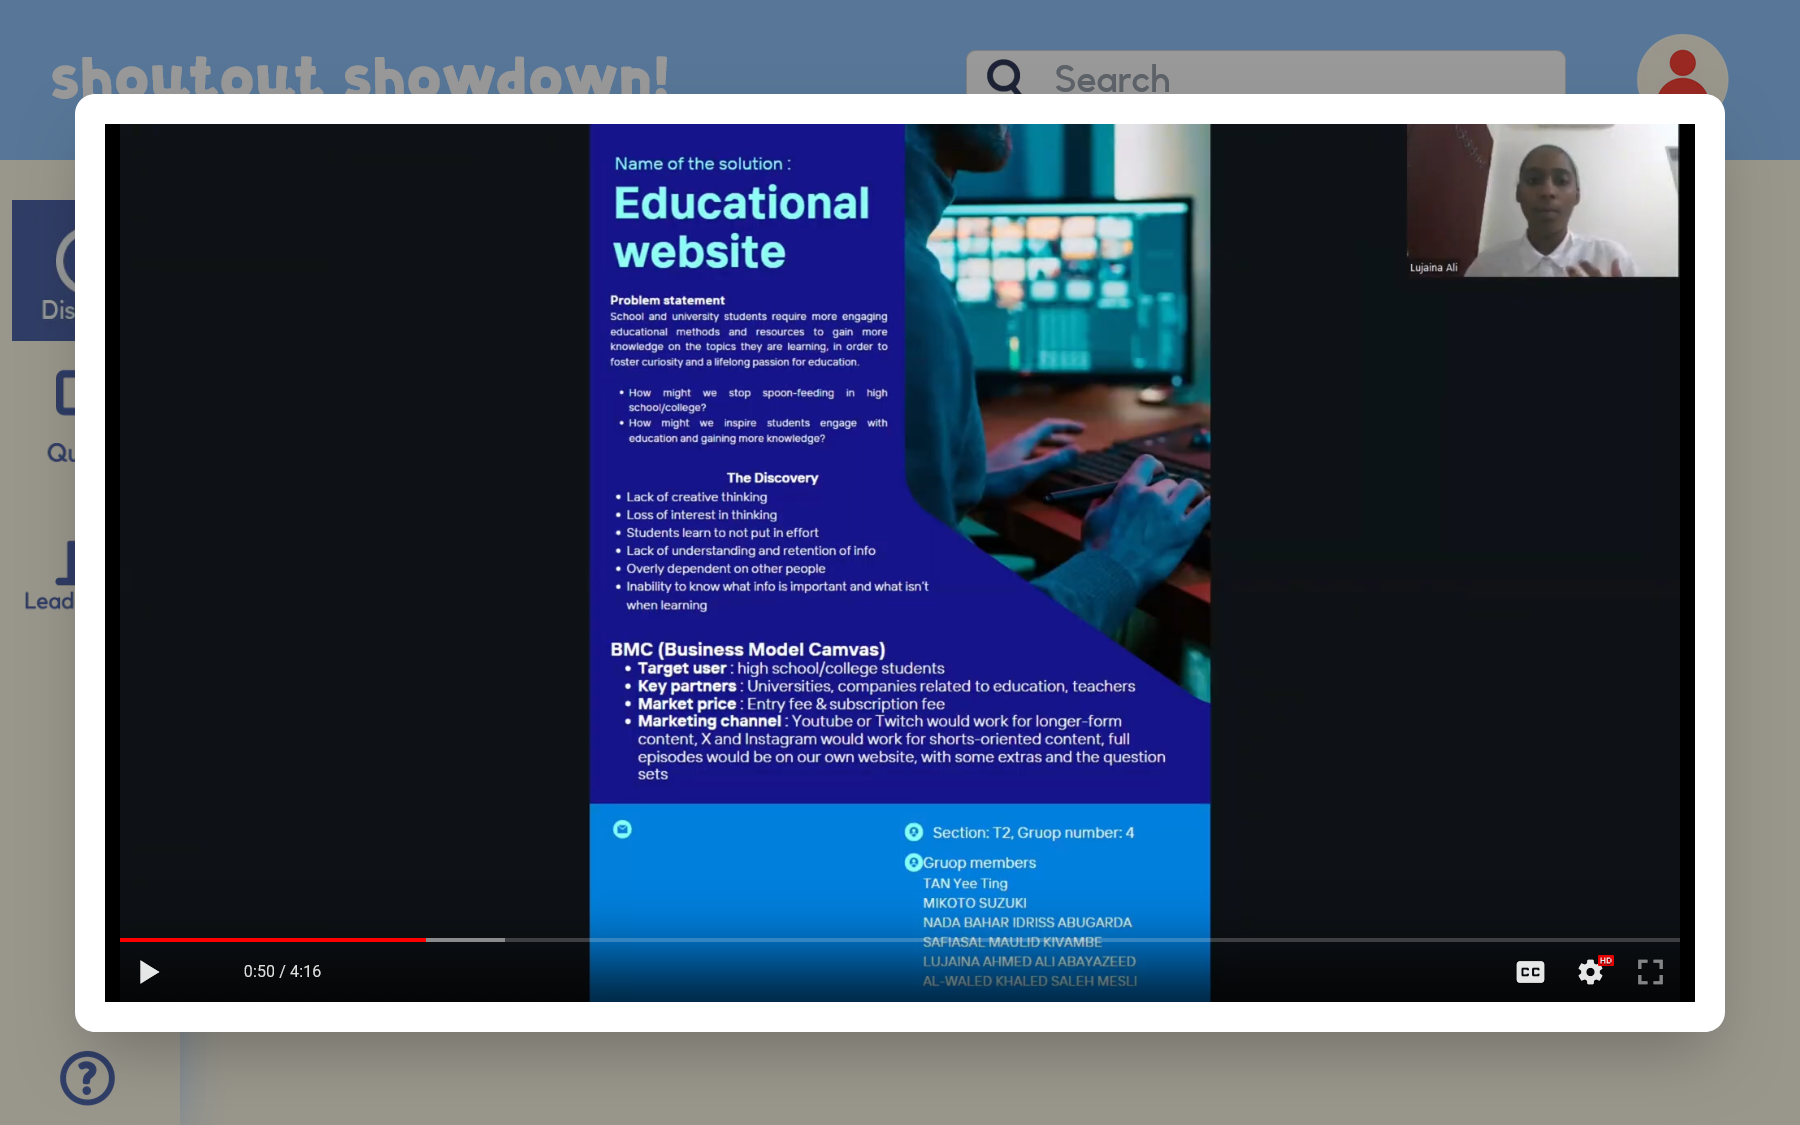 shoutout showdown!
Search
Name of the solution :
Educational
website
Lujaina Ali
Problem statement
School and university students require more engaging
educational methods and resources to gain more
knowledge on the topics they are learning, in order to
foster curiosity and a lifelong passion for education.
• How might we stop spoon-feeding in high
school/college?
• How might we inspire students engage with
education and gaining more knowledge?
The Discovery
• Lack of creative thinking
• Loss of interest in thinking
• Students learn to not put in effort
• Lack of understanding and retention of info
• Overly dependent on other people
• Inability to know what info is important and what isn't
when learning
BMC (Business Model Camvas)
• Target user : high school/college students
• Key partners : Universities, companies related to education, teachers
• Market price : Entry fee & subscription fee
• Marketing channel : Youtube or Twitch would work for longer-form
content, X and Instagram would work for shorts-oriented content, full
episodes would be on our own website, with some extras and the question
sets
Section: T2, Gruop number: 4
Gruop members
TAN Yee Ting
MIKOTO SUZUKI
NADA BAHAR IDRISS ABUGARDA
SAFIASAL MAULID KIVAMBE
LUJAINA AHMED ALI ABAYAZEED
AL-WALED KHALED SALEH MESLI
0:50 / 4:16
CC
HD
Dis
Qu
Lead
?